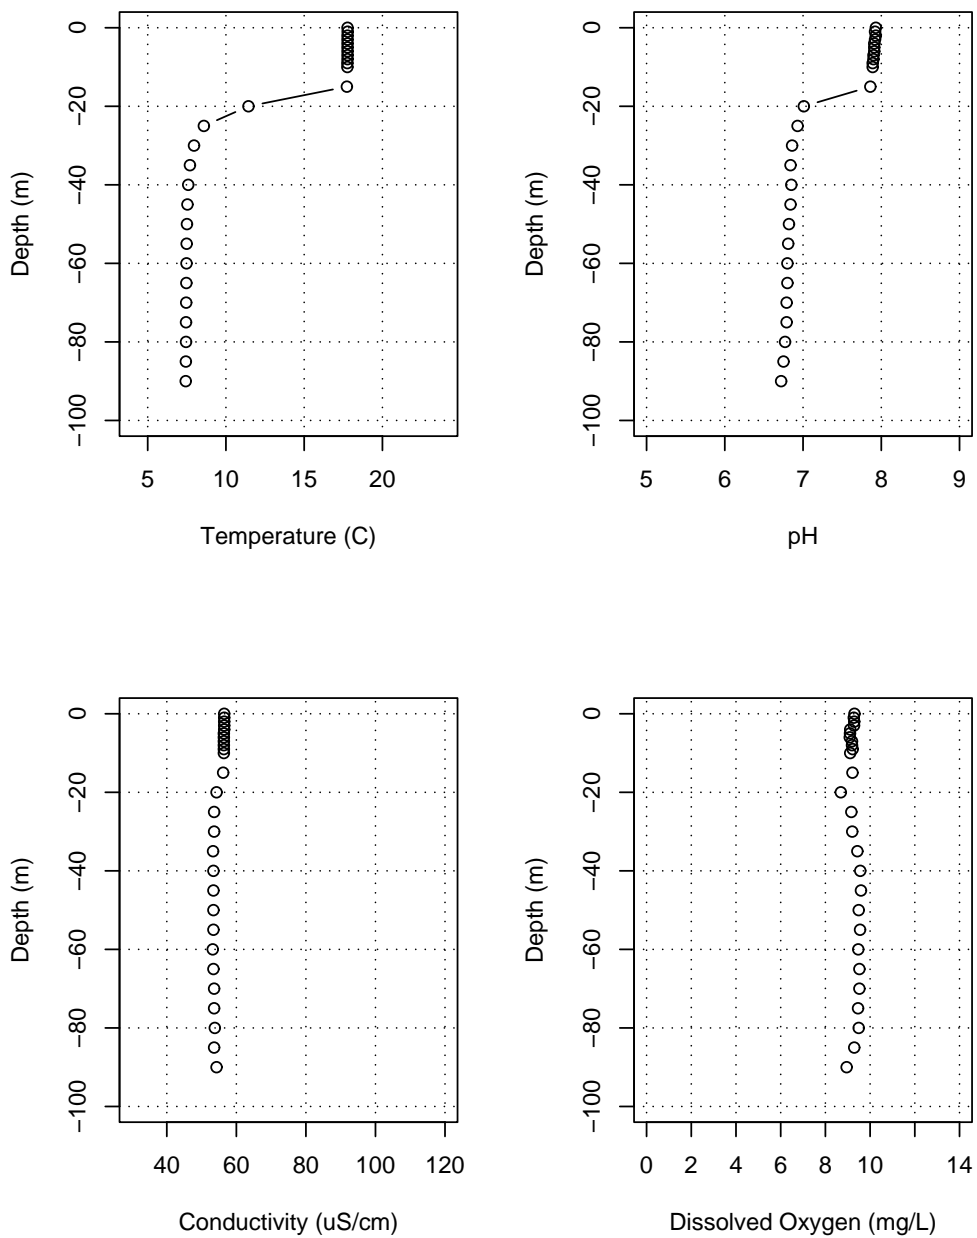 0
−20
−40
−60
−80
−100
Depth (m)
5 10 15 20
Temperature (C)
0
−20
−40
−60
−80
−100
Depth (m)
5 6 7 8 9
pH
0
−20
−40
−60
−80
−100
Depth (m)
40 60 80 100 120
Conductivity (uS/cm)
0
−20
−40
−60
−80
−100
Depth (m)
0 2 4 6 8 10 14
Dissolved Oxygen (mg/L)